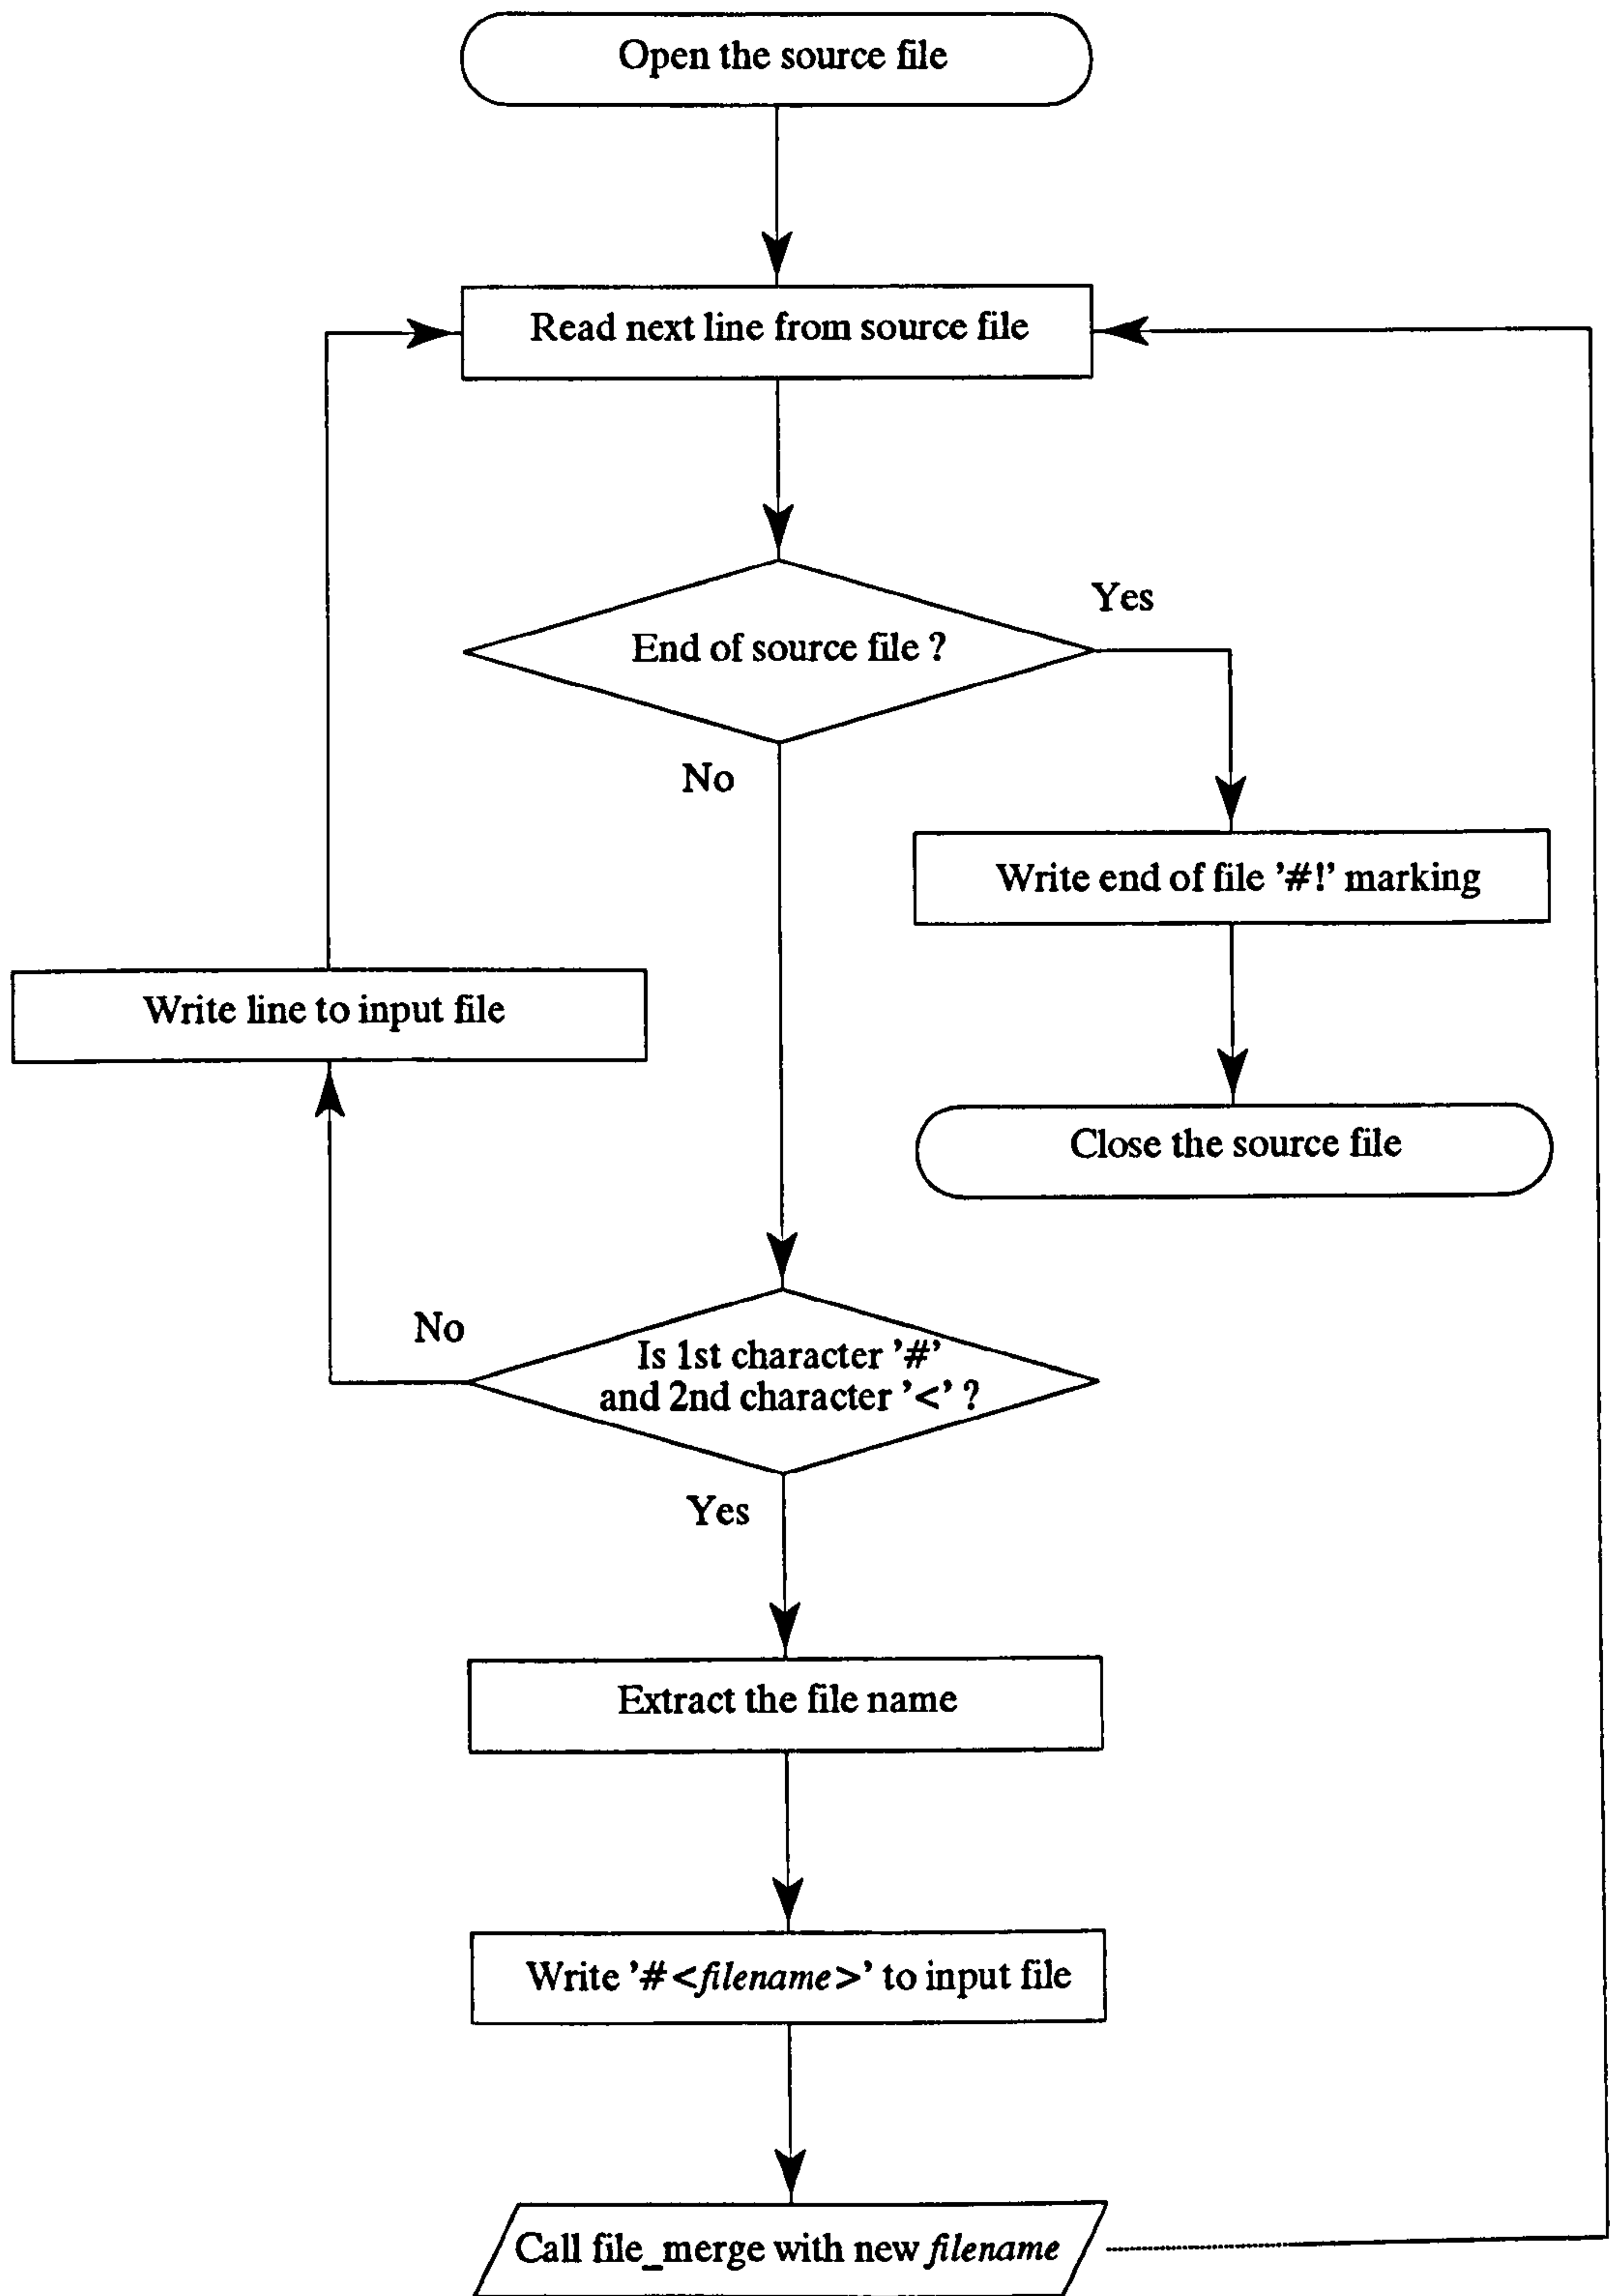 Open the source file
Read next line from source file
Yes
End of source file ?
No
Write end of file '#!' marking
Write line to input file
Close the source file
No
Is 1st character '#'
and 2nd character '<' ?
Yes
Extract the file name
Write '#<filename>' to input file
Call file_merge with new filename